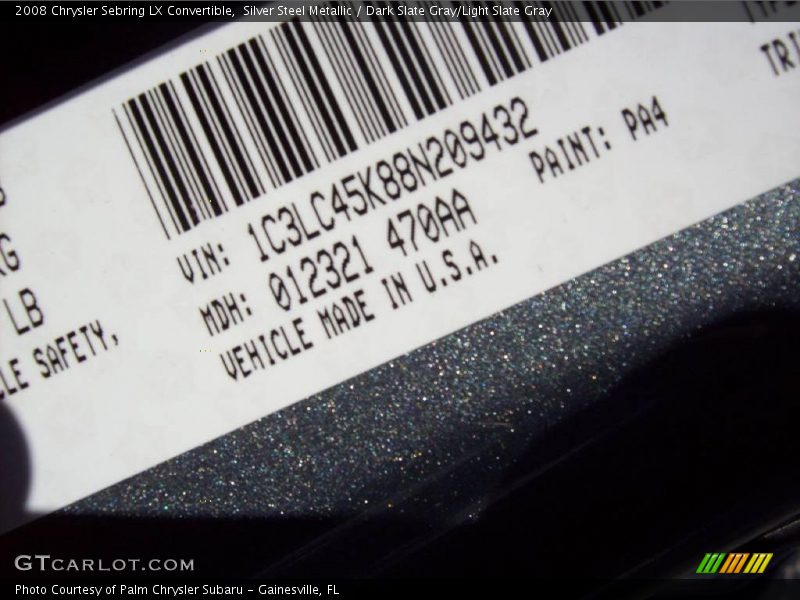 2008 Chrysler Sebring LX Convertible, Silver Steel Metallic / Dark Slate Gray/Light Slate Gray
TRI
VIN: 1C3LC45K88N209432
PAINT: PA4
MDH: 012321 470AA
VEHICLE MADE IN U.S.A.
LB
LE SAFETY,
GTCARLOT.COM
Photo Courtesy of Palm Chrysler Subaru - Gainesville, FL